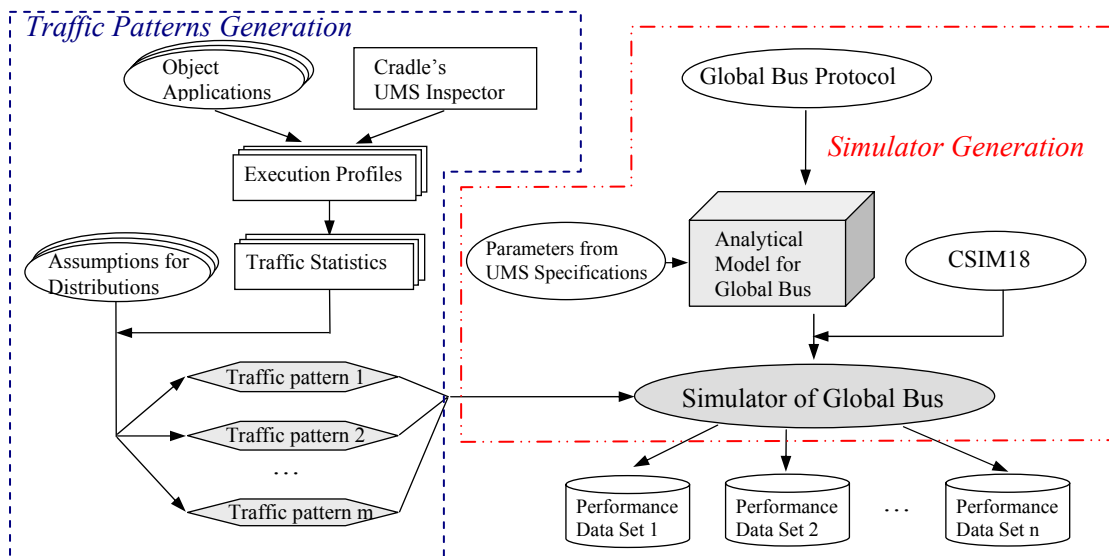 Traffic Patterns Generation
Object
Applications
Cradle's
UMS Inspector
Execution Profiles
Assumptions for
Distributions
Traffic Statistics
Traffic pattern 1
Traffic pattern 2
…
Traffic pattern m
Global Bus Protocol
Simulator Generation
Parameters from
UMS Specifications
Analytical
Model for
Global Bus
CSIM18
Simulator of Global Bus
Performance
Data Set 1
Performance
Data Set 2
…
Performance
Data Set n